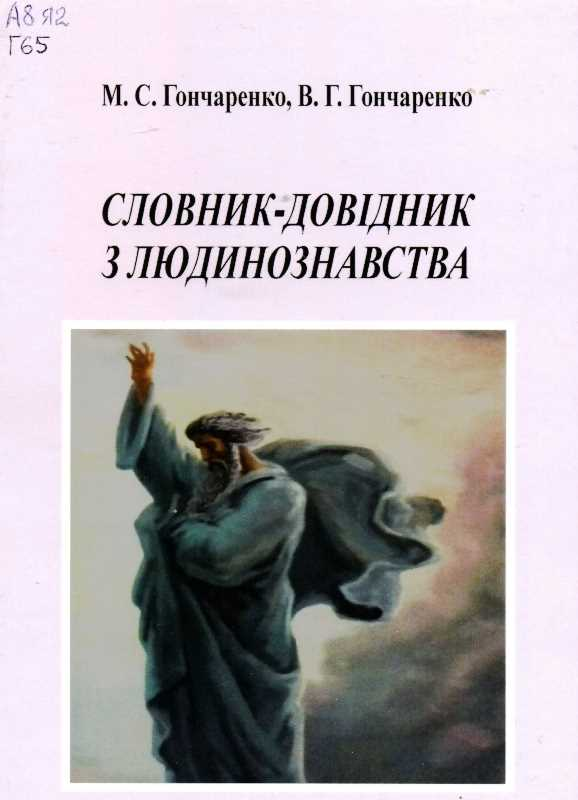 А8 я2
Г65
М. С. Гончаренко, В. Г. Гончаренко
СЛОВНИК-ДОВІДНИК
З ЛЮДИНОЗНАВСТВА